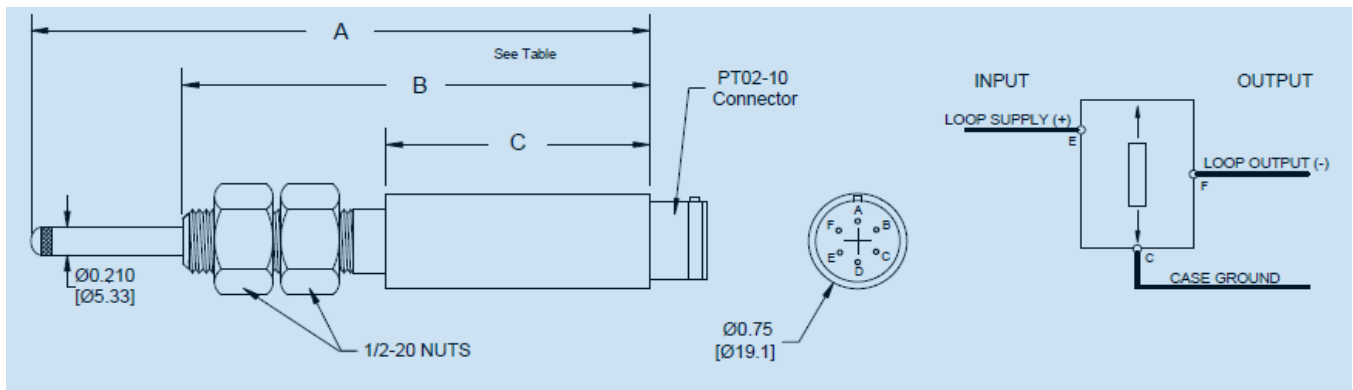 A
See Table
B
PT02-10
Connector
C
Ø0.210
[Ø5.33]
1/2-20 NUTS
A
B
C
D
E
F
Ø0.75
[Ø19.1]
INPUT
OUTPUT
LOOP SUPPLY (+)
E
LOOP OUTPUT (-)
F
C
CASE GROUND